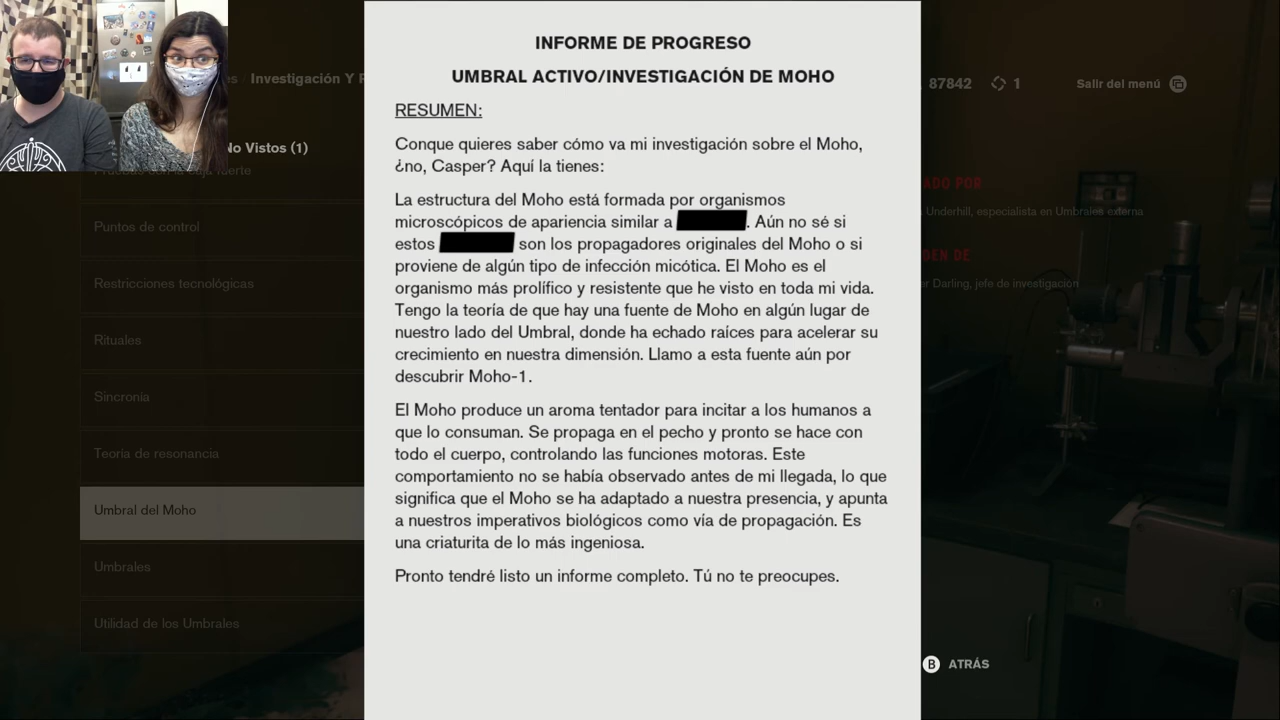 INFORME DE PROGRESO
UMBRAL ACTIVO/INVESTIGACIÓN DE MOHO
RESUMEN:
Conque quieres saber cómo va mi investigación sobre el Moho,
¿no, Casper? Aquí la tienes:
La estructura del Moho está formada por organismos
microscópicos de apariencia similar a . Aún no sé si
estos son los propagadores originales del Moho o si
proviene de algún tipo de infección micótica. El Moho es el
organismo más prolífico y resistente que he visto en toda mi vida.
Tengo la teoría de que hay una fuente de Moho en algún lugar de
nuestro lado del Umbral, donde ha echado raíces para acelerar su
crecimiento en nuestra dimensión. Llamo a esta fuente aún por
descubrir Moho-1.
El Moho produce un aroma tentador para incitar a los humanos a
que lo consuman. Se propaga en el pecho y pronto se hace con
todo el cuerpo, controlando las funciones motoras. Este
comportamiento no se había observado antes de mi llegada, lo que
significa que el Moho se ha adaptado a nuestra presencia, y apunta
a nuestros imperativos biológicos como vía de propagación. Es
una criaturita de lo más ingeniosa.
Pronto tendré listo un informe completo. Tú no te preocupes.
Investigación Y
No Vistos (1)
Puntos de control
Restricciones tecnológicas
Rituales
Sincronía
Teoría de resonancia
Umbral del Moho
Umbrales
Utilidad de los Umbrales
87842 1 Salir del menú
ADO POR
Underhill, especialista en Umbrales externa
DEN DE
er Darling, jefe de investigación
B ATRÁS